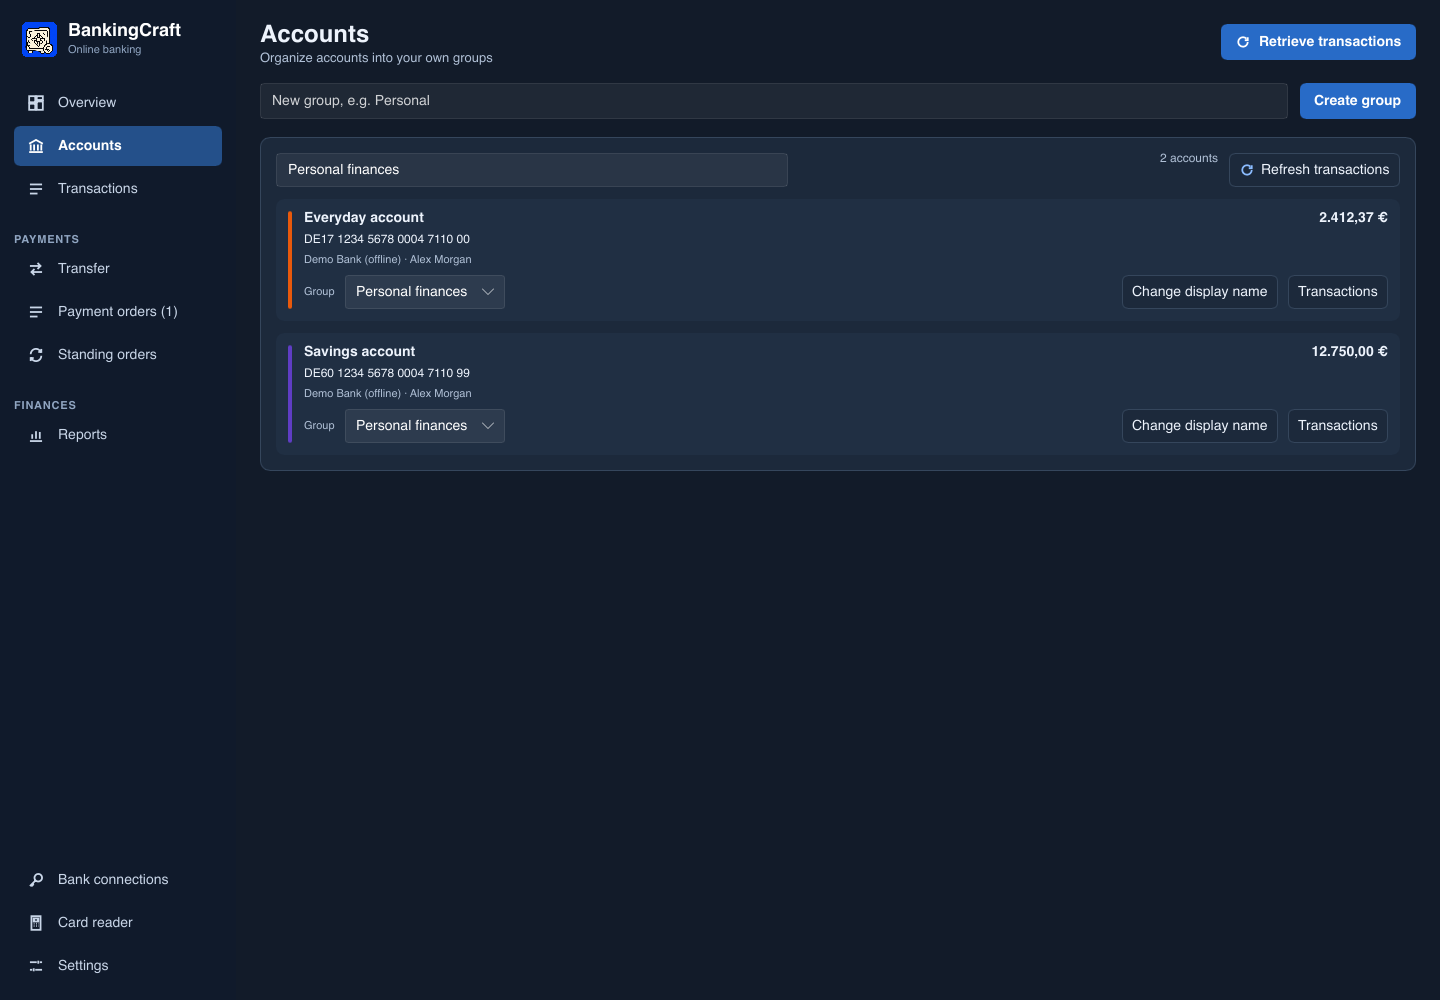 BankingCraft
Online banking
Overview
Accounts
Transactions
PAYMENTS
Transfer
Payment orders (1)
Standing orders
FINANCES
Reports
Bank connections
Card reader
Settings
Accounts
Organize accounts into your own groups
Retrieve transactions
New group, e.g. Personal
Create group
Personal finances
2 accounts
Refresh transactions
Everyday account
2.412,37 €
DE17 1234 5678 0004 7110 00
Demo Bank (offline) · Alex Morgan
Group
Personal finances
Change display name
Transactions
Savings account
12.750,00 €
DE60 1234 5678 0004 7110 99
Demo Bank (offline) · Alex Morgan
Group
Personal finances
Change display name
Transactions